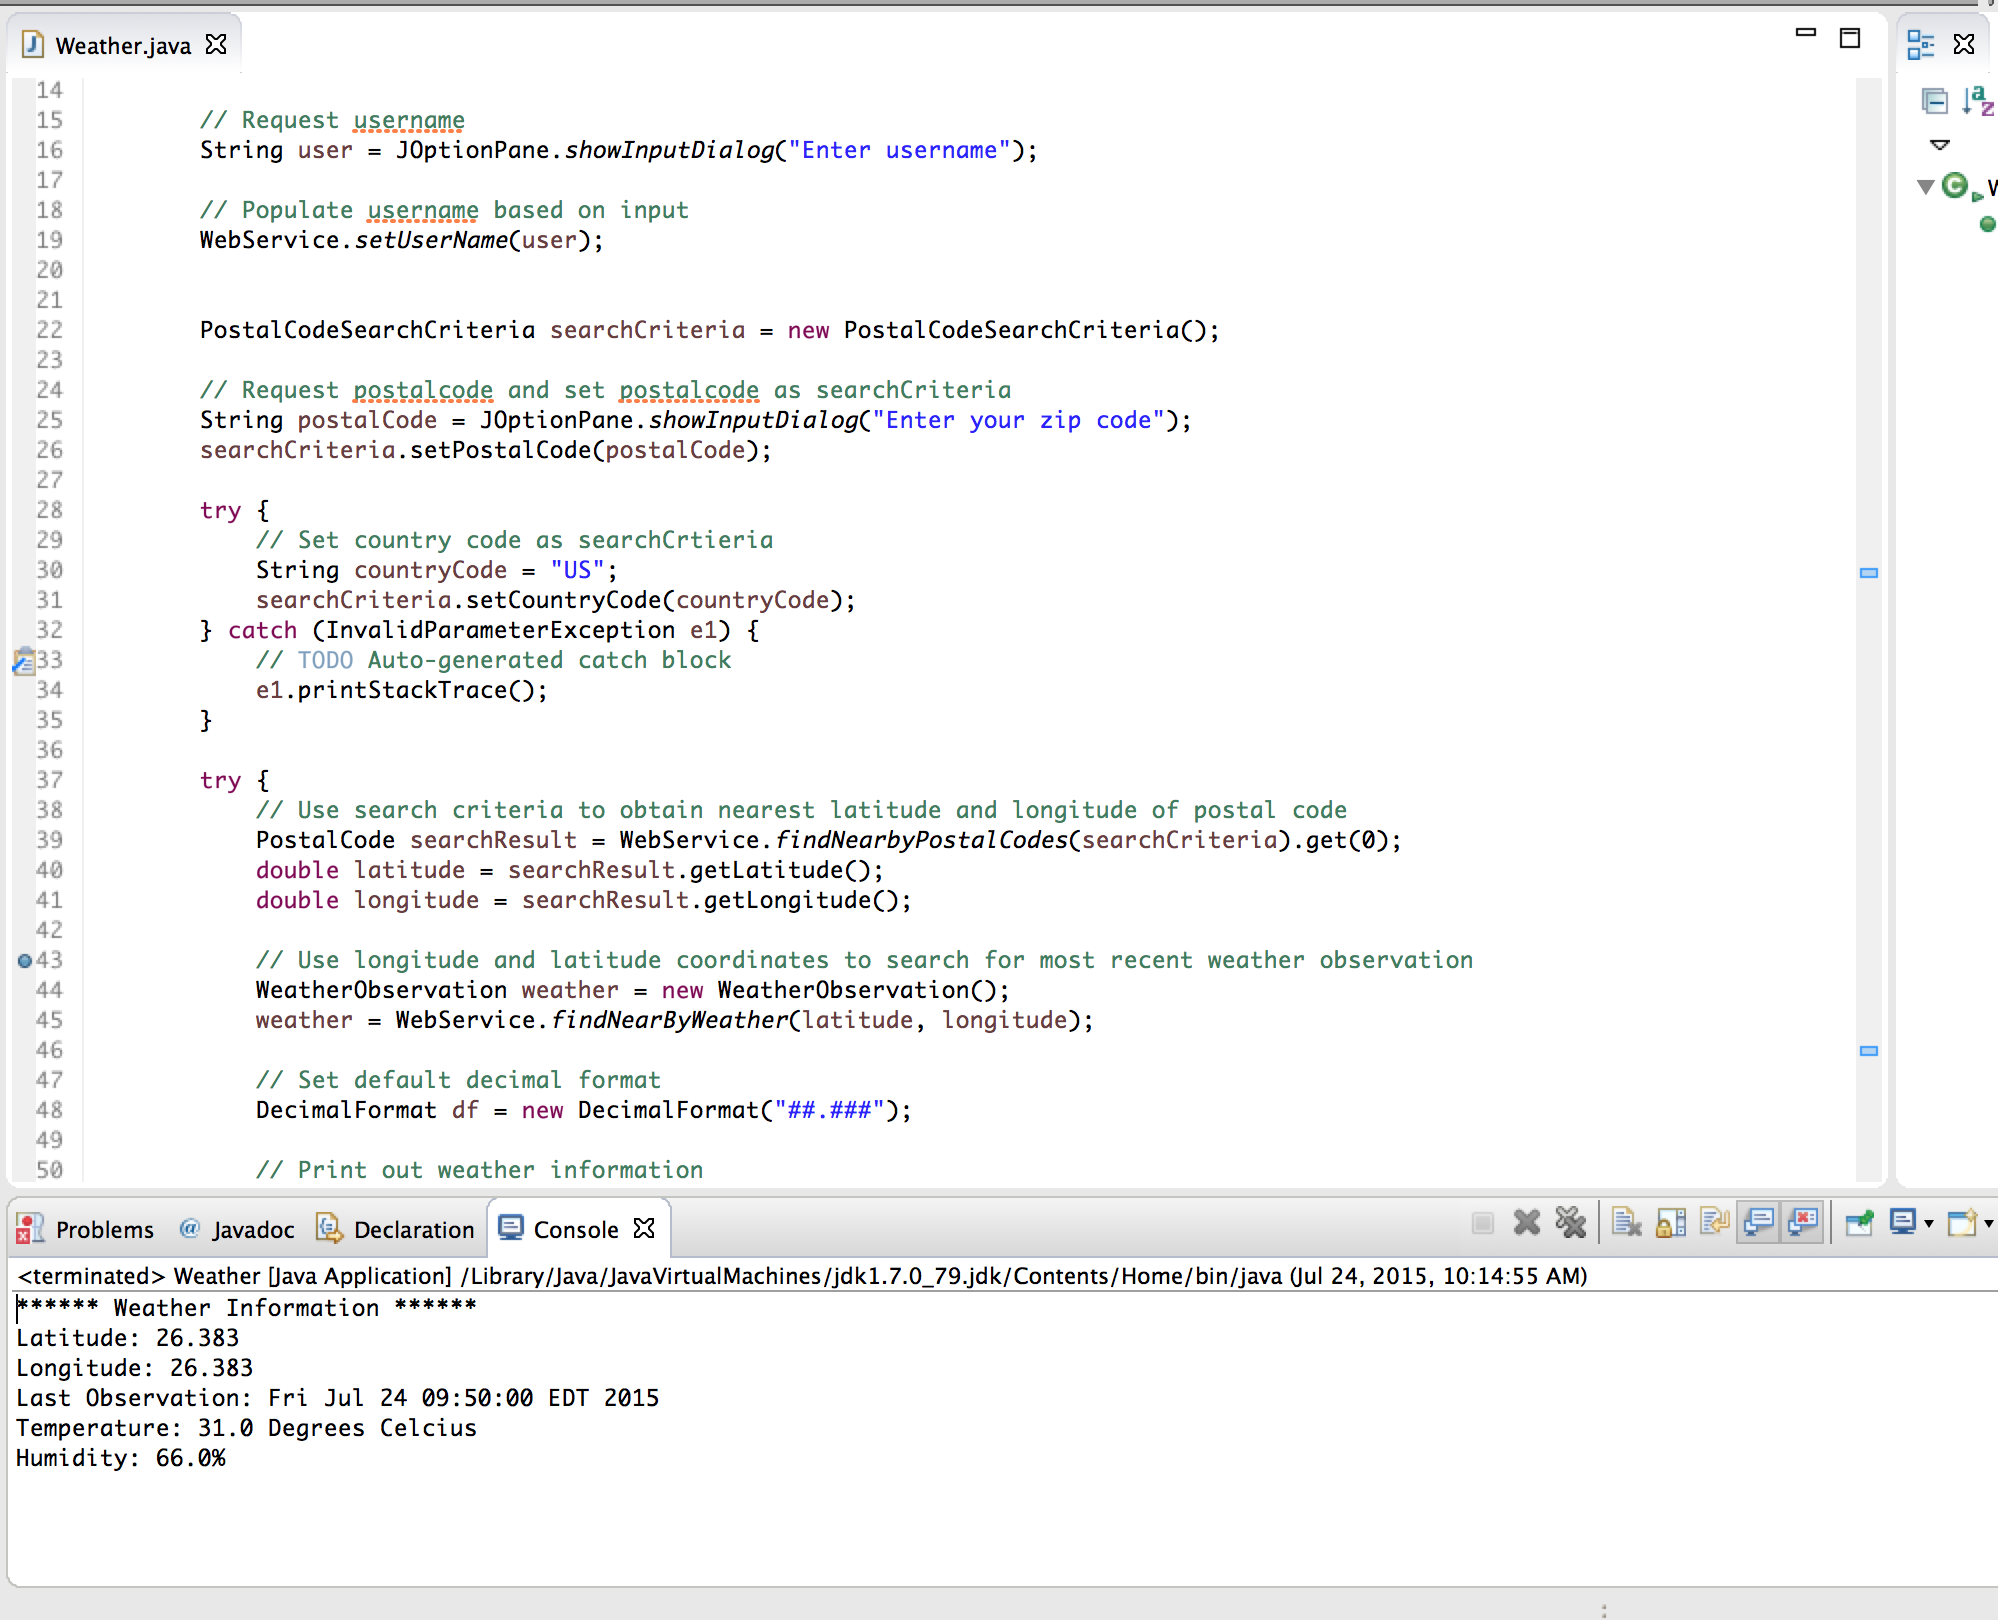 Weather.java
14
15 // Request username
16 String user = JOptionPane.showInputDialog("Enter username");
17
18 // Populate username based on input
19 WebService.setUserName(user);
20
21
22 PostalCodeSearchCriteria searchCriteria = new PostalCodeSearchCriteria();
23
24 // Request postalcode and set postalcode as searchCriteria
25 String postalCode = JOptionPane.showInputDialog("Enter your zip code");
26 searchCriteria.setPostalCode(postalCode);
27
28 try {
29 // Set country code as searchCrtieria
30 String countryCode = "US";
31 searchCriteria.setCountryCode(countryCode);
32 } catch (InvalidParameterException e1) {
33 // TODO Auto-generated catch block
34 e1.printStackTrace();
35 }
36
37 try {
38 // Use search criteria to obtain nearest latitude and longitude of postal code
39 PostalCode searchResult = WebService.findNearbyPostalCodes(searchCriteria).get(0);
40 double latitude = searchResult.getLatitude();
41 double longitude = searchResult.getLongitude();
42
43 // Use longitude and latitude coordinates to search for most recent weather observation
44 WeatherObservation weather = new WeatherObservation();
45 weather = WebService.findNearByWeather(latitude, longitude);
46
47 // Set default decimal format
48 DecimalFormat df = new DecimalFormat("##.###");
49
50 // Print out weather information
Problems @ Javadoc Declaration Console
<terminated> Weather [Java Application] /Library/Java/JavaVirtualMachines/jdk1.7.0_79.jdk/Contents/Home/bin/java (Jul 24, 2015, 10:14:55 AM)
****** Weather Information ******
Latitude: 26.383
Longitude: 26.383
Last Observation: Fri Jul 24 09:50:00 EDT 2015
Temperature: 31.0 Degrees Celcius
Humidity: 66.0%